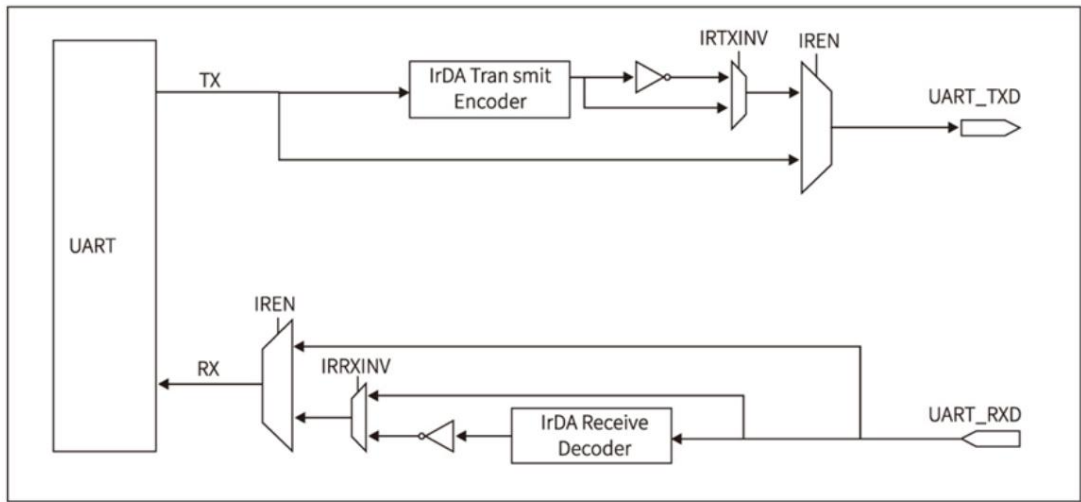 IRTXINV
IREN
TX
IrDA Tran smit
Encoder
UART_TXD
UART
IREN
RX
IRRXINV
IrDA Receive
Decoder
UART_RXD